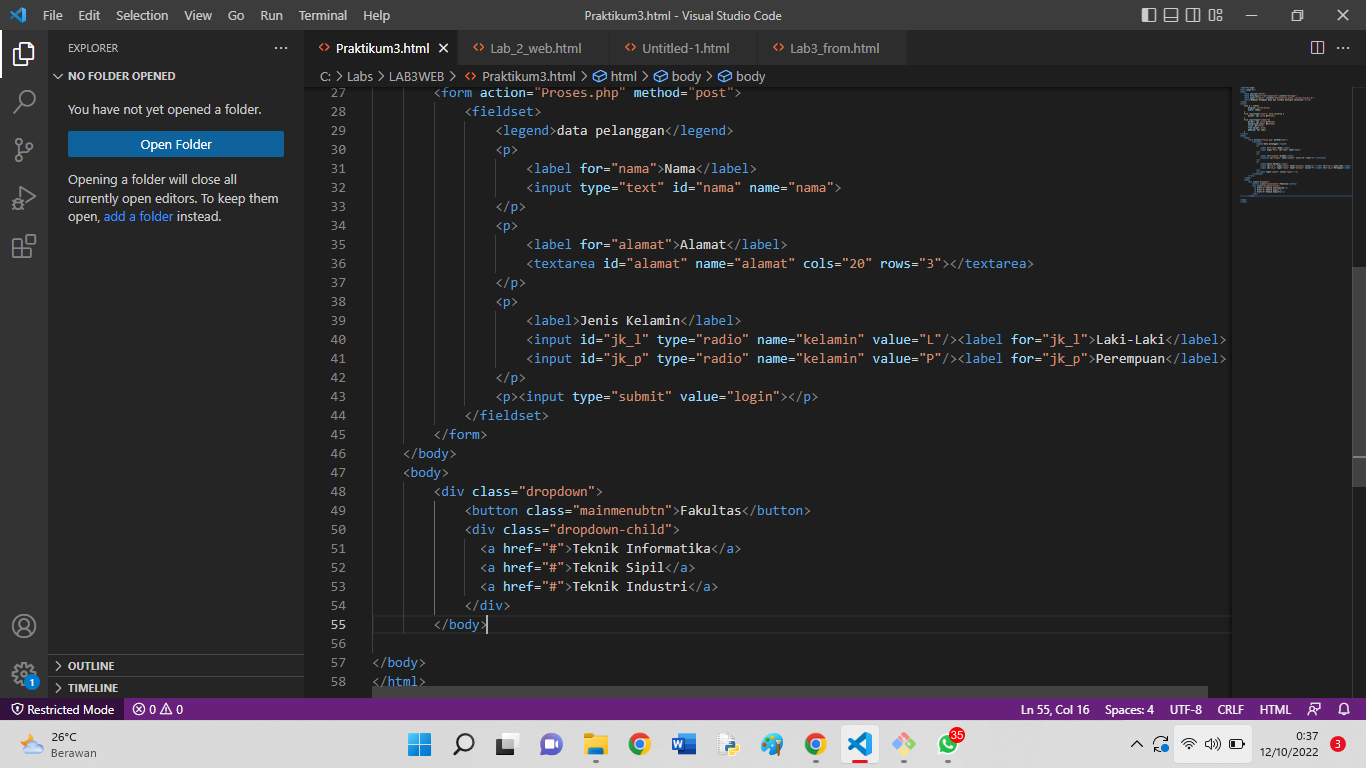 File Edit Selection View Go Run Terminal Help Praktikum3.html - Visual Studio Code
EXPLORER
NO FOLDER OPENED
You have not yet opened a folder.
Open Folder
Opening a folder will close all
currently open editors. To keep them
open, add a folder instead.
OUTLINE
TIMELINE
Praktikum3.html Lab_2_web.html Untitled-1.html Lab3_from.html
C: > Labs > LAB3WEB > Praktikum3.html > html > body > body
27 <form action="Proses.php" method="post">
28 <fieldset>
29 <legend>data pelanggan</legend>
30 <p>
31 <label for="nama">Nama</label>
32 <input type="text" id="nama" name="nama">
33 </p>
34 <p>
35 <label for="alamat">Alamat</label>
36 <textarea id="alamat" name="alamat" cols="20" rows="3"></textarea>
37 </p>
38 <p>
39 <label>Jenis Kelamin</label>
40 <input id="jk_l" type="radio" name="kelamin" value="L"/><label for="jk_l">Laki-Laki</label>
41 <input id="jk_p" type="radio" name="kelamin" value="P"/><label for="jk_p">Perempuan</label>
42 </p>
43 <p><input type="submit" value="login"></p>
44 </fieldset>
45 </form>
46 </body>
47 <body>
48 <div class="dropdown">
49 <button class="mainmenubtn">Fakultas</button>
50 <div class="dropdown-child">
51 <a href="#">Teknik Informatika</a>
52 <a href="#">Teknik Sipil</a>
53 <a href="#">Teknik Industri</a>
54 </div>
55 </body>
56
57 </body>
58 </html>
1
Restricted Mode 0 0 Ln 55, Col 16 Spaces: 4 UTF-8 CRLF HTML
26°C
Berawan
35
0:37
12/10/2022
3